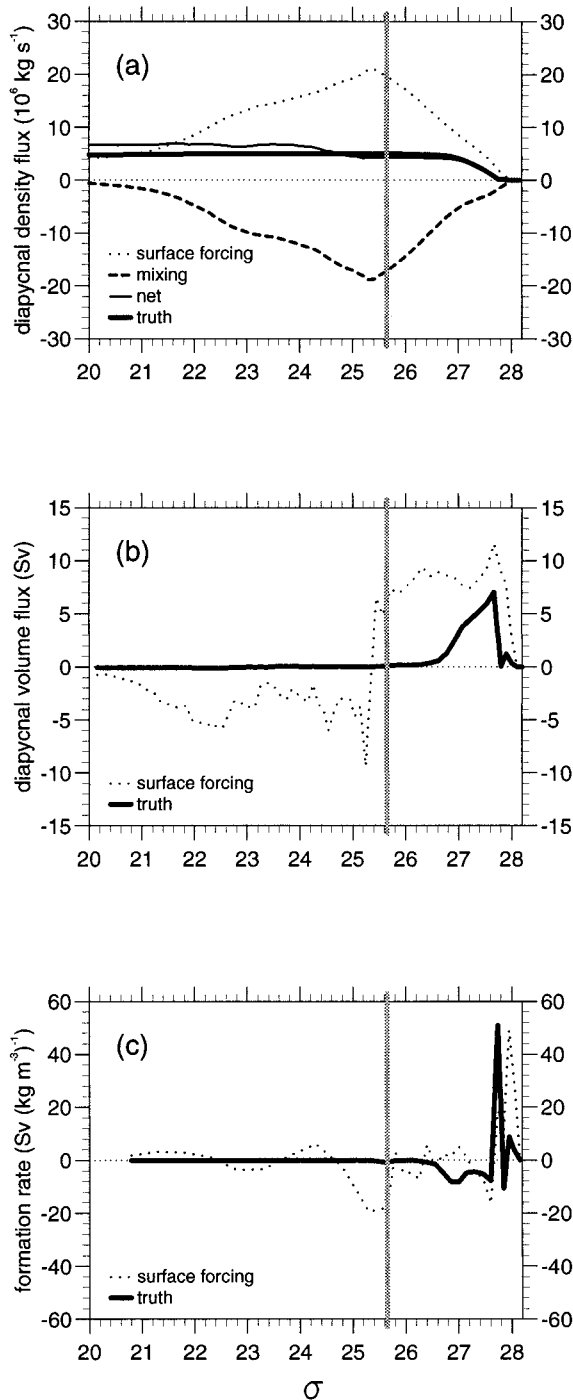 30 30
20 20
10 10
0 0
-10 -10
-20 -20
-30 -30
(a)
diapycnal density flux (10⁶ kg s⁻¹)
surface forcing
mixing
net
truth
20 21 22 23 24 25 26 27 28
15 15
10 10
5 5
0 0
-5 -5
-10 -10
-15 -15
(b)
diapycnal volume flux (Sv)
surface forcing
truth
20 21 22 23 24 25 26 27 28
60 60
40 40
20 20
0 0
-20 -20
-40 -40
-60 -60
(c)
formation rate (Sv (kg m⁻³)⁻¹)
surface forcing
truth
20 21 22 23 24 25 26 27 28
σ